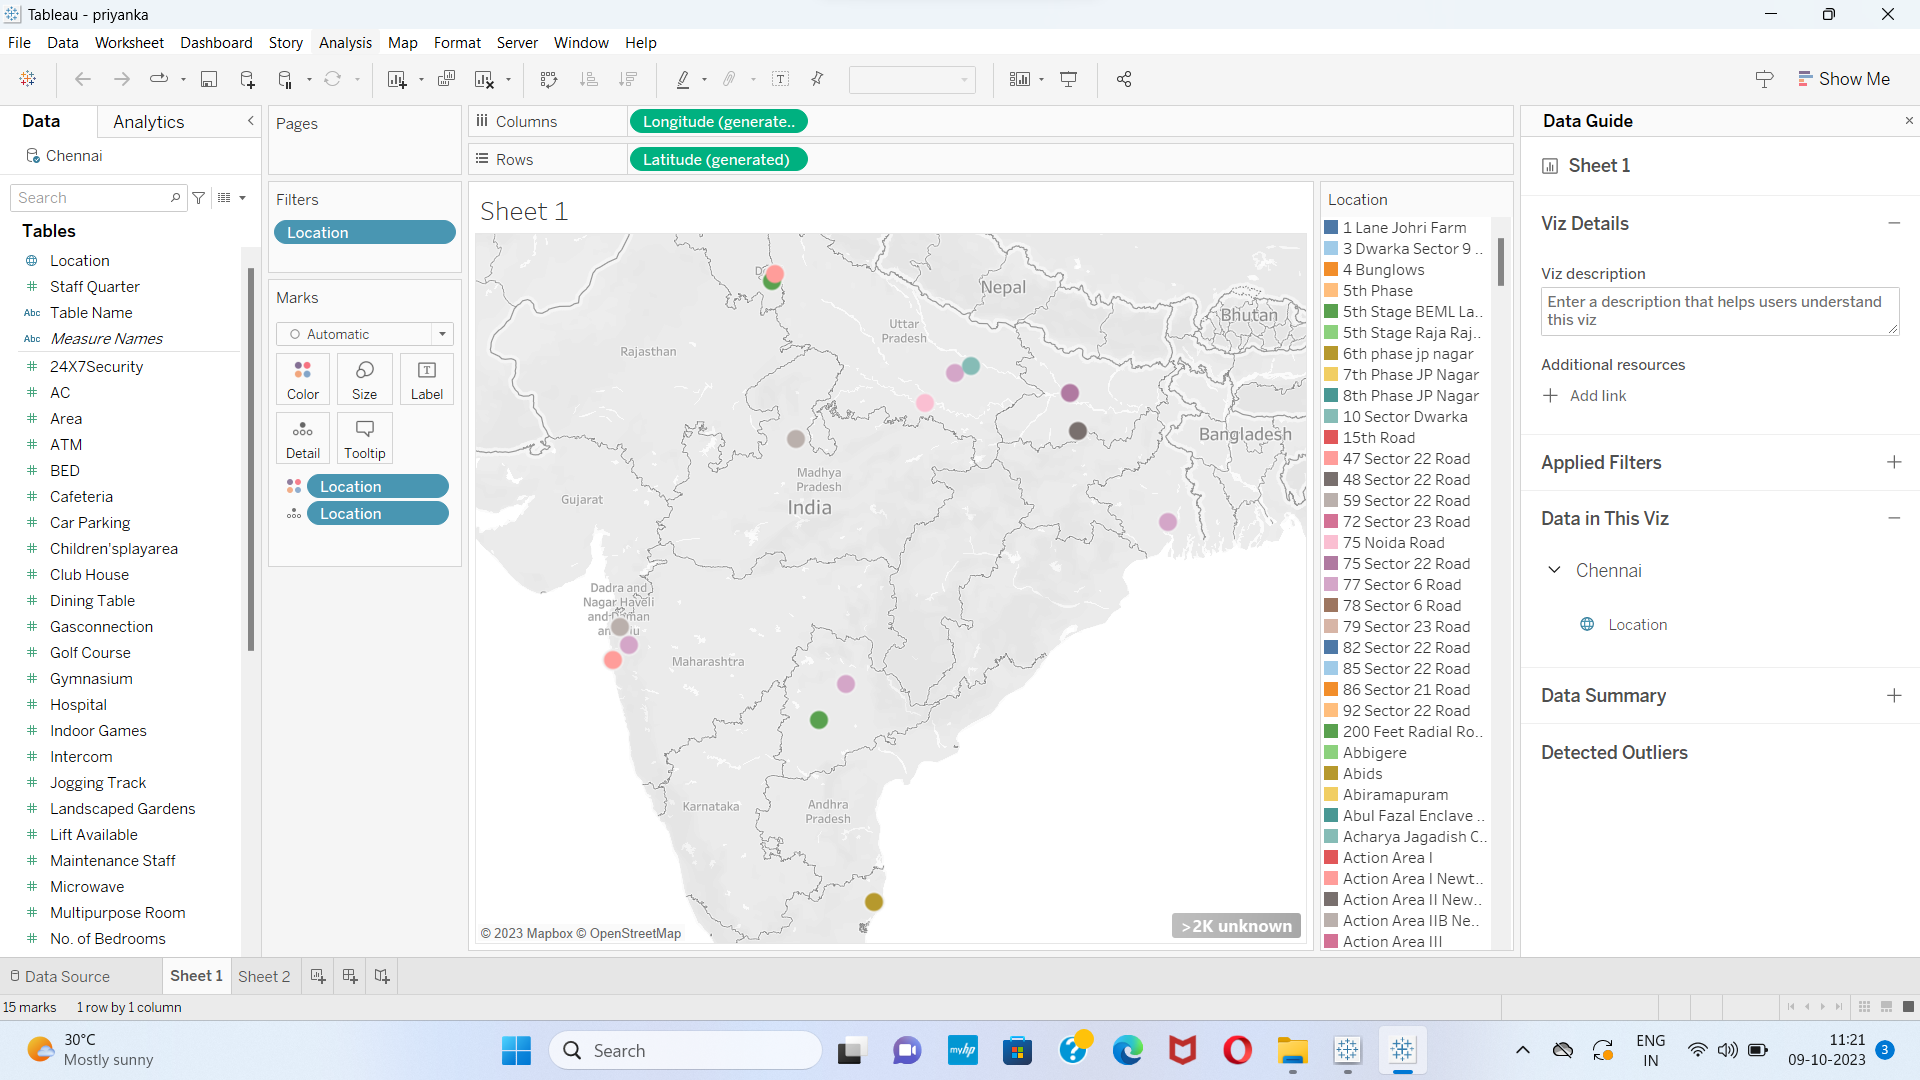 Tableau - priyanka
File Data Worksheet Dashboard Story Analysis Map Format Server Window Help
Show Me
Data Analytics
Chennai
Search
Tables
Location
Staff Quarter
Abc Table Name
Abc Measure Names
24X7Security
AC
Area
ATM
BED
Cafeteria
Car Parking
Children'splayarea
Club House
Dining Table
Gasconnection
Golf Course
Gymnasium
Hospital
Indoor Games
Intercom
Jogging Track
Landscaped Gardens
Lift Available
Maintenance Staff
Microwave
Multipurpose Room
No. of Bedrooms
Pages
Filters
Location
Marks
Automatic
Color Size Label
Detail Tooltip
Location
Location
Columns Longitude (generate..
Rows Latitude (generated)
Sheet 1
Nepal
Bhutan
Uttar
Pradesh
Rajasthan
Bangladesh
Madhya
Pradesh
Gujarat
India
Dadra and
Nagar Haveli
Maharashtra
Karnataka
Andhra
Pradesh
© 2023 Mapbox © OpenStreetMap
>2K unknown
Location
1 Lane Johri Farm
3 Dwarka Sector 9 ..
4 Bunglows
5th Phase
5th Stage BEML La..
5th Stage Raja Raj..
6th phase jp nagar
7th Phase JP Nagar
8th Phase JP Nagar
10 Sector Dwarka
15th Road
47 Sector 22 Road
48 Sector 22 Road
59 Sector 22 Road
72 Sector 23 Road
75 Noida Road
75 Sector 22 Road
77 Sector 6 Road
78 Sector 6 Road
79 Sector 23 Road
82 Sector 22 Road
85 Sector 22 Road
86 Sector 21 Road
92 Sector 22 Road
200 Feet Radial Ro..
Abbigere
Abids
Abiramapuram
Abul Fazal Enclave ..
Acharya Jagadish C..
Action Area I
Action Area I Newt..
Action Area II New..
Action Area IIB Ne..
Action Area III
Data Guide
Sheet 1
Viz Details
Viz description
Enter a description that helps users understand
this viz
Additional resources
Add link
Applied Filters
Data in This Viz
Chennai
Location
Data Summary
Detected Outliers
Data Source Sheet 1 Sheet 2
15 marks 1 row by 1 column
30°C
Mostly sunny
Search
myhp
ENG
IN
11:21
09-10-2023
3